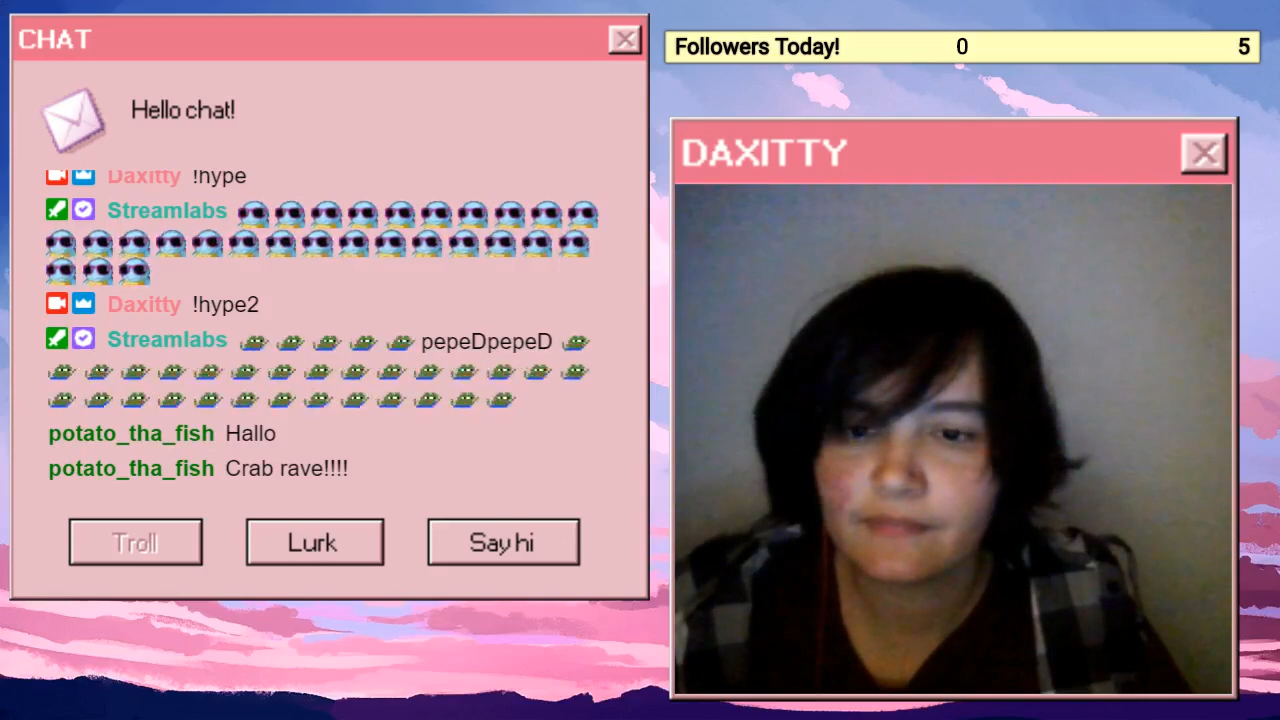 CHAT
Hello chat!
Daxitty !hype
Streamlabs
Daxitty !hype2
Streamlabs pepeDpepeD
potato_tha_fish Hallo
potato_tha_fish Crab rave!!!!
Troll Lurk Say hi
Followers Today! 0 5
DAXITTY